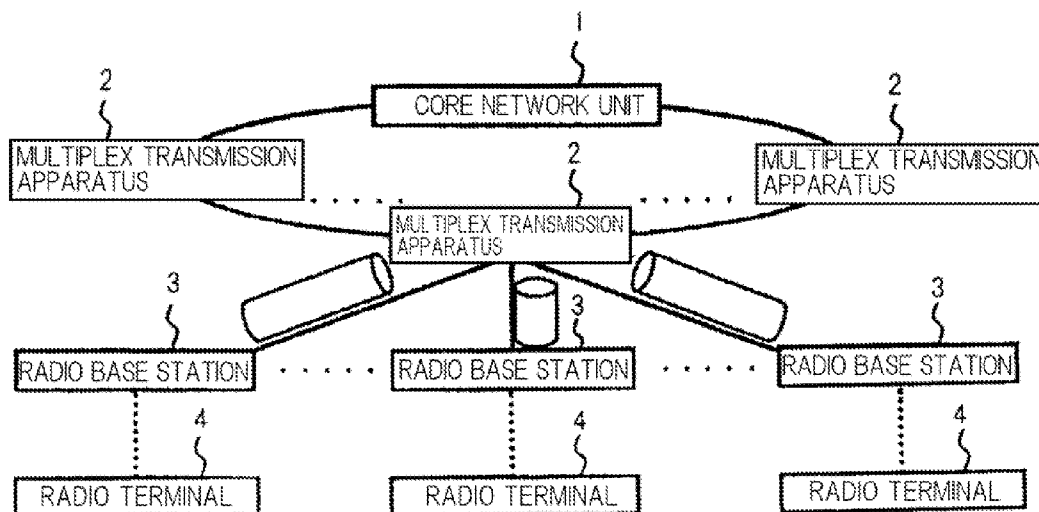 1
CORE NETWORK UNIT
2
MULTIPLEX TRANSMISSION
APPARATUS
2
MULTIPLEX TRANSMISSION
APPARATUS
2
MULTIPLEX TRANSMISSION
APPARATUS
3
RADIO BASE STATION
3
RADIO BASE STATION
3
RADIO BASE STATION
4
RADIO TERMINAL
4
RADIO TERMINAL
4
RADIO TERMINAL